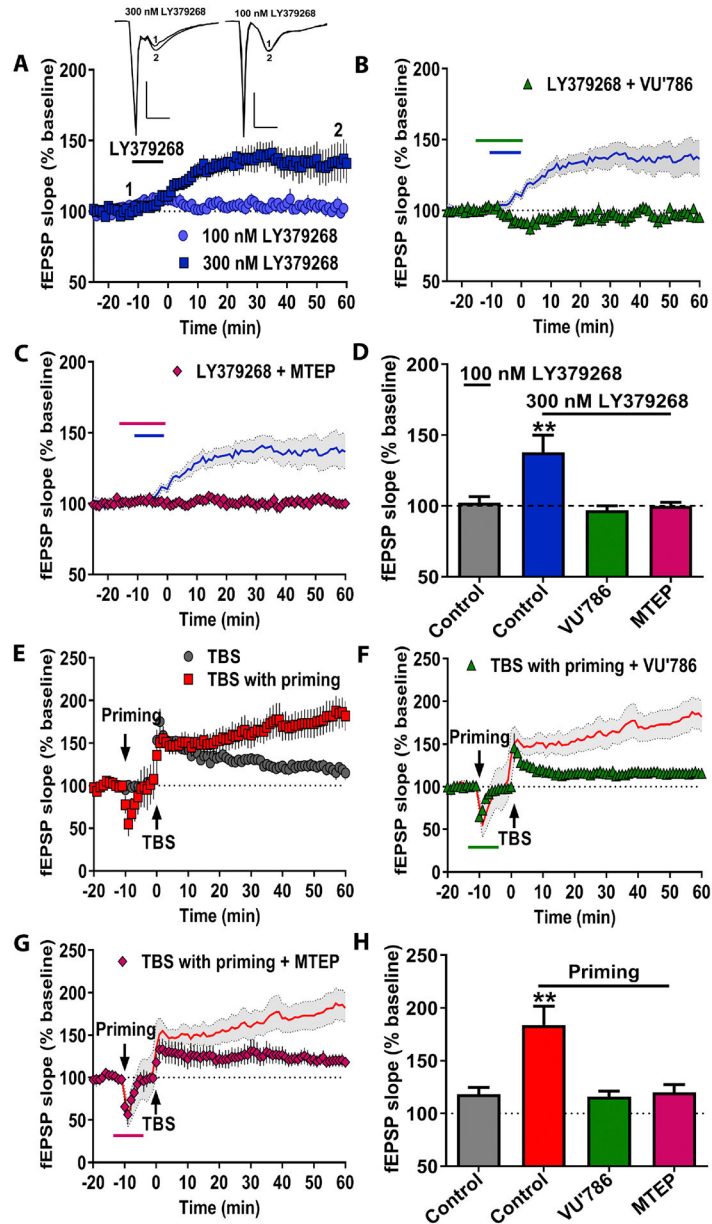 300 nM LY379268
100 nM LY379268
1
2
1
2
A
fEPSP slope (% baseline)
200
150
100
50
LY379268
1
2
100 nM LY379268
300 nM LY379268
-20 -10 0 10 20 30 40 50 60
Time (min)
B
fEPSP slope (% baseline)
200
150
100
50
LY379268 + VU'786
-20 -10 0 10 20 30 40 50 60
Time (min)
C
fEPSP slope (% baseline)
200
150
100
50
LY379268 + MTEP
-20 -10 0 10 20 30 40 50 60
Time (min)
D
fEPSP slope (% baseline)
200
150
100
50
100 nM LY379268
300 nM LY379268
**
Control
Control
VU'786
MTEP
E
fEPSP slope (% baseline)
250
200
150
100
50
0
TBS
TBS with priming
Priming
TBS
-20 -10 0 10 20 30 40 50 60
Time (min)
F
fEPSP slope (% baseline)
250
200
150
100
50
0
TBS with priming + VU'786
Priming
TBS
-20 -10 0 10 20 30 40 50 60
Time (min)
G
fEPSP slope (% baseline)
250
200
150
100
50
0
TBS with priming + MTEP
Priming
TBS
-20 -10 0 10 20 30 40 50 60
Time (min)
H
fEPSP slope (% baseline)
250
200
150
100
50
Priming
**
Control
Control
VU'786
MTEP